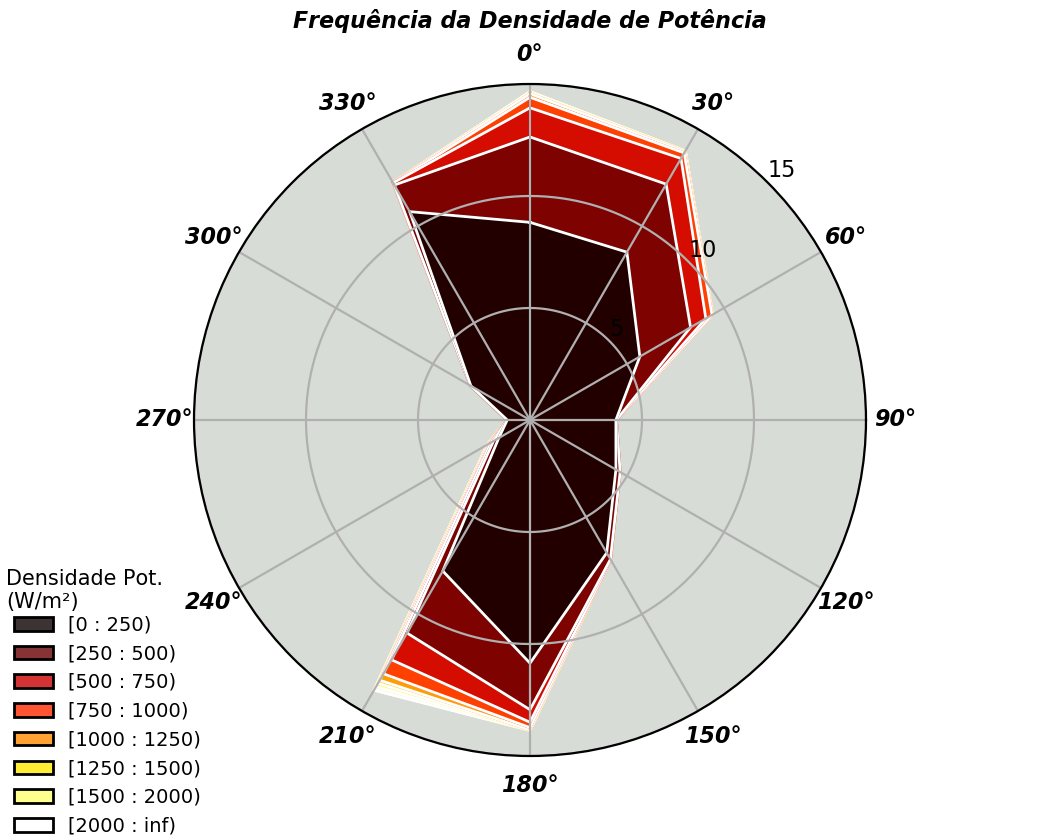 Frequência da Densidade de Potência
0°
330°
30°
15
300°
60°
10
5
270°
90°
Densidade Pot.
(W/m²)
240°
120°
[0 : 250)
[250 : 500)
[500 : 750)
[750 : 1000)
210°
150°
[1000 : 1250)
[1250 : 1500)
180°
[1500 : 2000)
[2000 : inf)